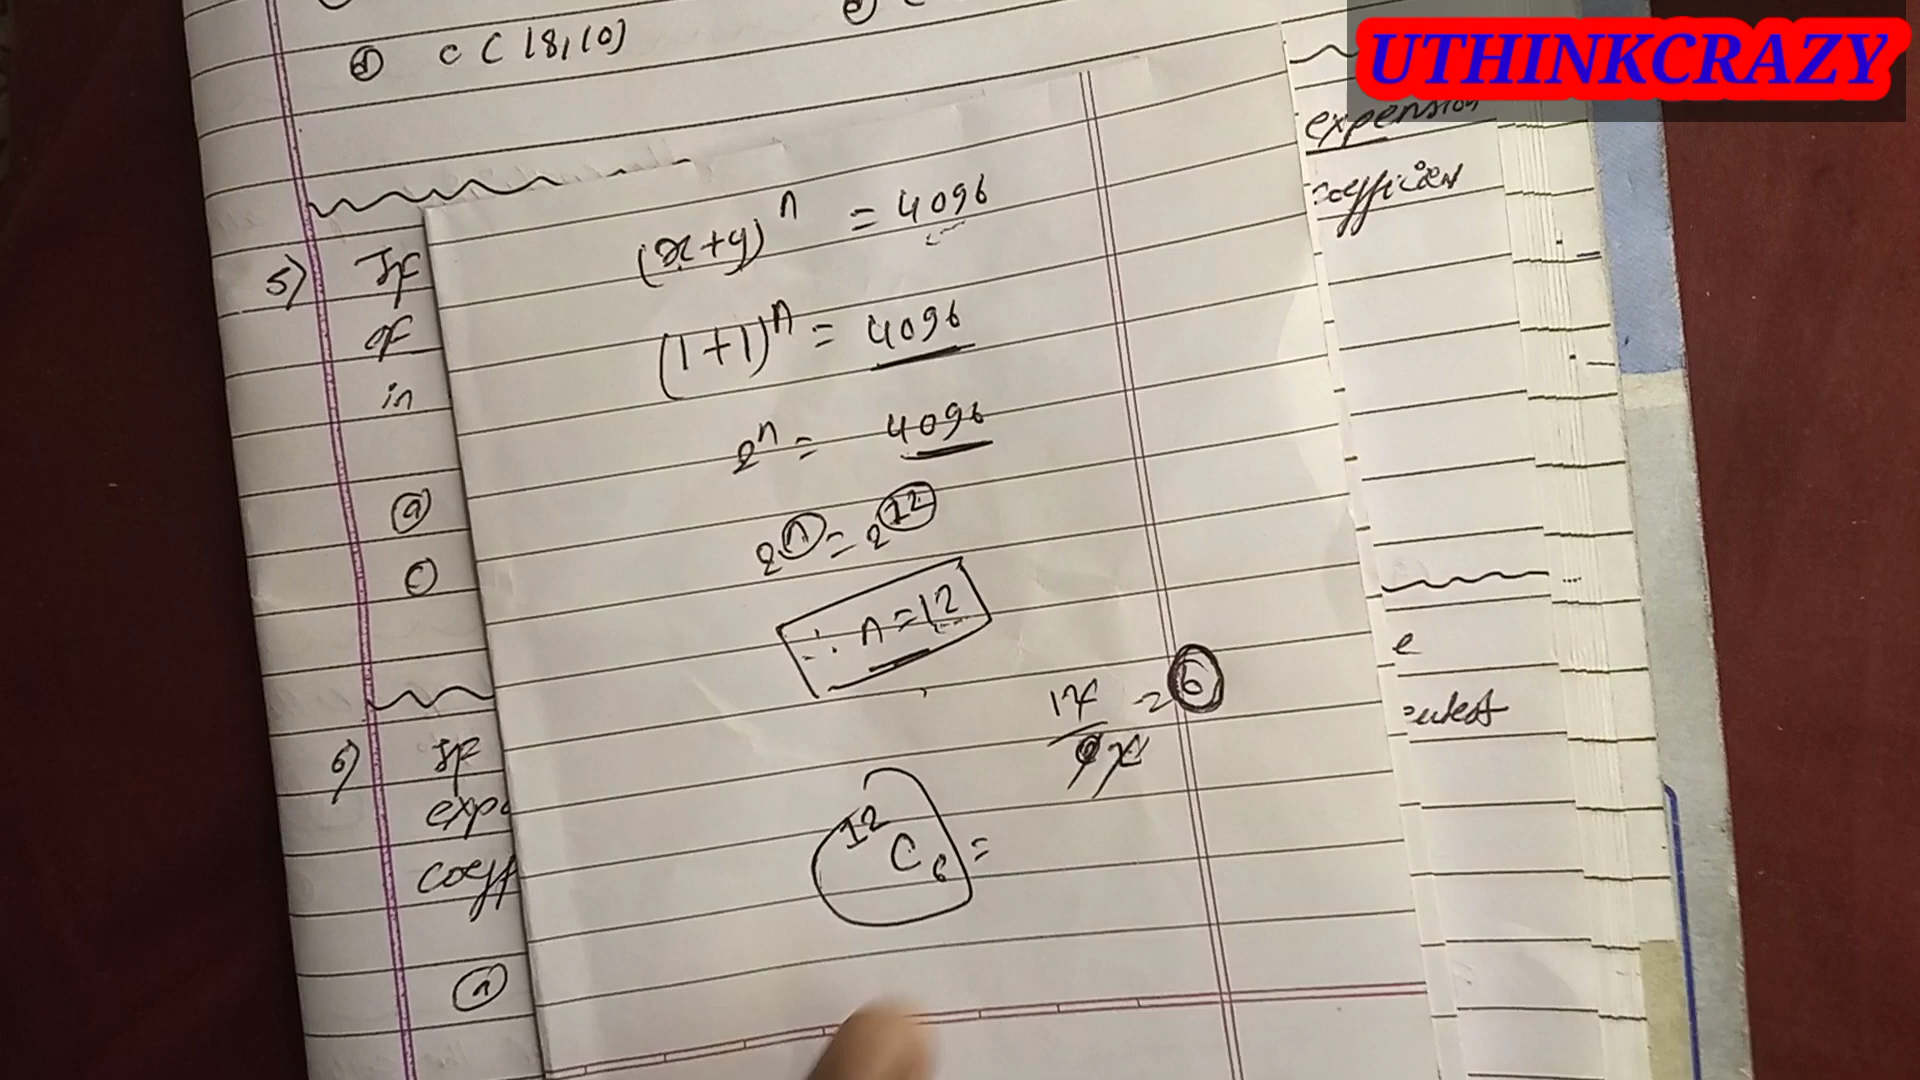 UTHINKCRAZY
d) C(18,10)
expension
coefficien
(x+y)^n = 4096
5) If
(1+1)^n = 4096
of
in
2^n = 4096
a)
2^n = 2^12
c)
∴ n=12
e
12/2 = 6
6) If
coeff
12C6 =
a)